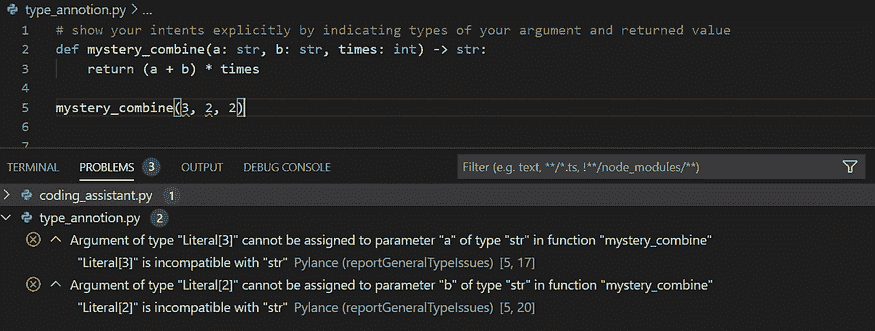 type_annotion.py > ...
1 # show your intents explicitly by indicating types of your argument and returned value
2 def mystery_combine(a: str, b: str, times: int) -> str:
3     return (a + b) * times
4
5 mystery_combine(3, 2, 2)
6
7
TERMINAL PROBLEMS 3 OUTPUT DEBUG CONSOLE Filter (e.g. text, **/*.ts, !**/node_modules/**)
coding_assistant.py 1
type_annotion.py 2
Argument of type "Literal[3]" cannot be assigned to parameter "a" of type "str" in function "mystery_combine"
"Literal[3]" is incompatible with "str" Pylance (reportGeneralTypeIssues) [5, 17]
Argument of type "Literal[2]" cannot be assigned to parameter "b" of type "str" in function "mystery_combine"
"Literal[2]" is incompatible with "str" Pylance (reportGeneralTypeIssues) [5, 20]